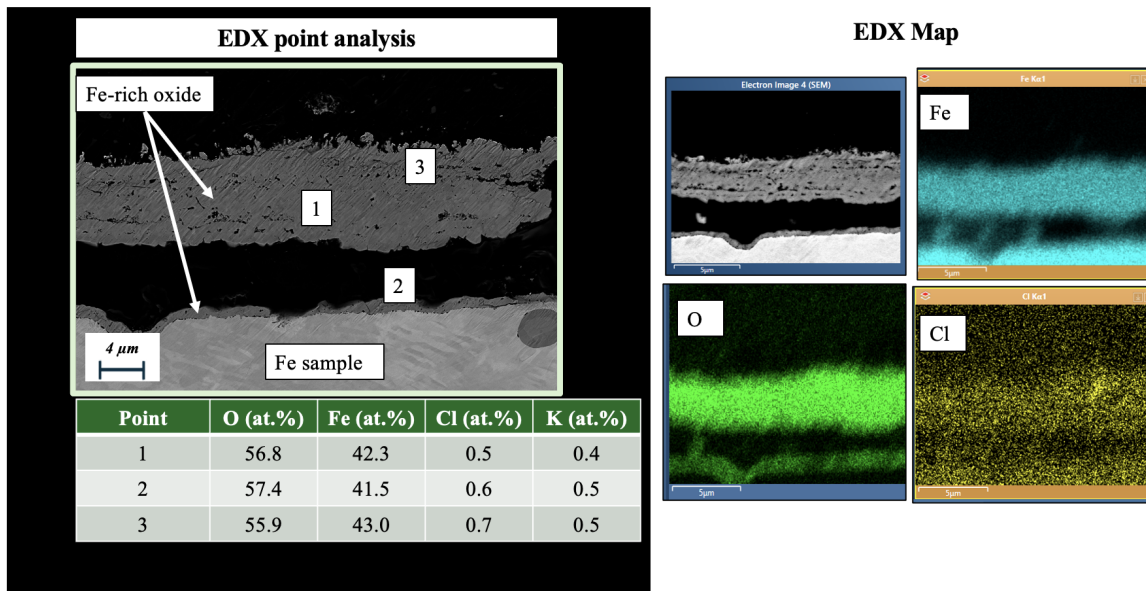 EDX point analysis
Fe-rich oxide
3
1
2
4 µm
Fe sample
Point O (at.%) Fe (at.%) Cl (at.%) K (at.%)
1 56.8 42.3 0.5 0.4
2 57.4 41.5 0.6 0.5
3 55.9 43.0 0.7 0.5
EDX Map
Electron Image 4 (SEM)
5µm
Fe Kα1
Fe
5µm
O
5µm
Cl Kα1
Cl
5µm